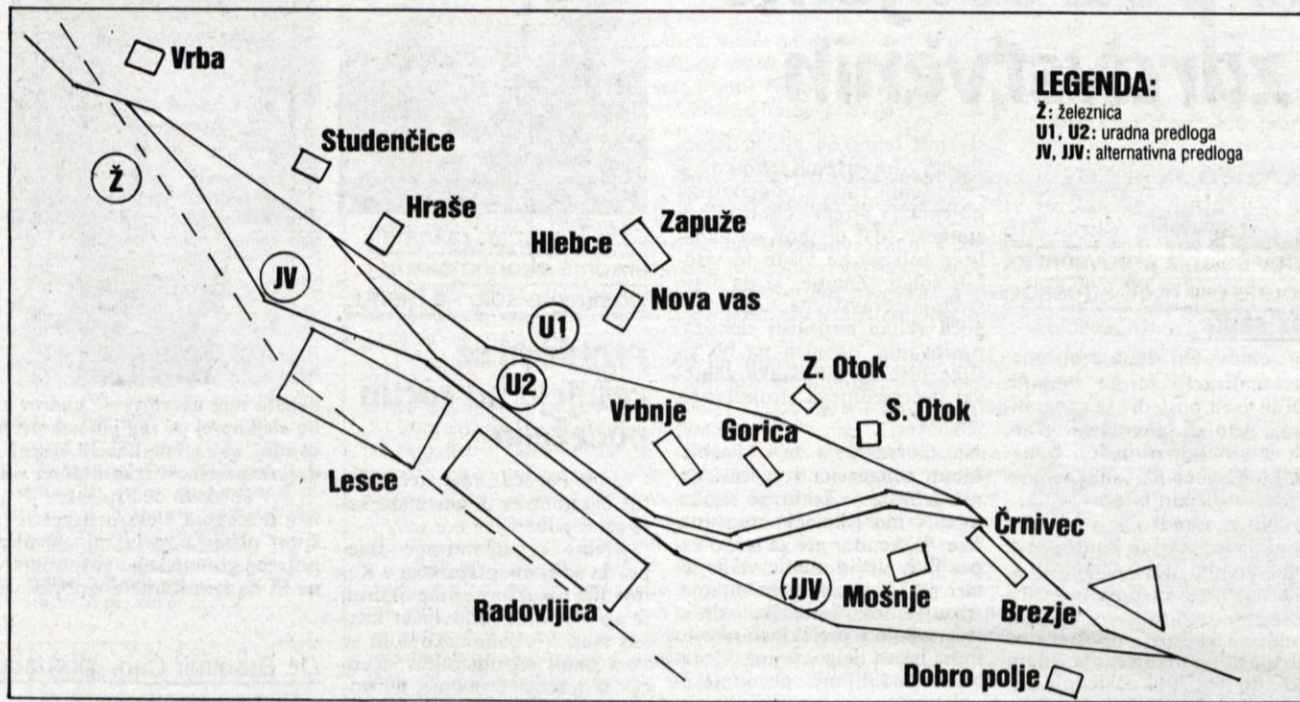 Vrba
LEGENDA:
Ž: železnica
U1, U2: uradna predloga
JV, JJV: alternativna predloga
Studenčice
Ž
Hraše
Zapuže
Hlebce
JV
Nova vas
U1
U2
Z. Otok
Vrbnje
S. Otok
Gorica
Lesce
Črnivec
JJV
Mošnje
Radovljica
Brezje
Dobro polje